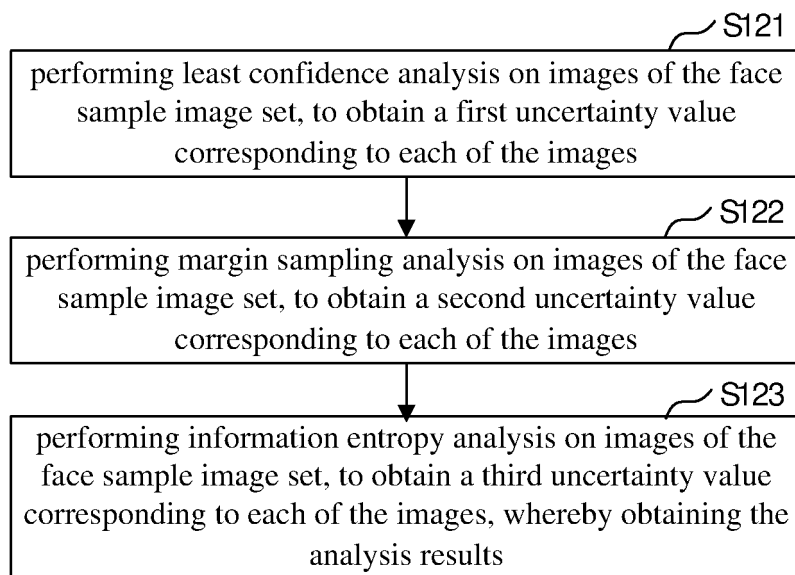 S121
performing least confidence analysis on images of the face
sample image set, to obtain a first uncertainty value
corresponding to each of the images
S122
performing margin sampling analysis on images of the face
sample image set, to obtain a second uncertainty value
corresponding to each of the images
S123
performing information entropy analysis on images of the
face sample image set, to obtain a third uncertainty value
corresponding to each of the images, whereby obtaining the
analysis results